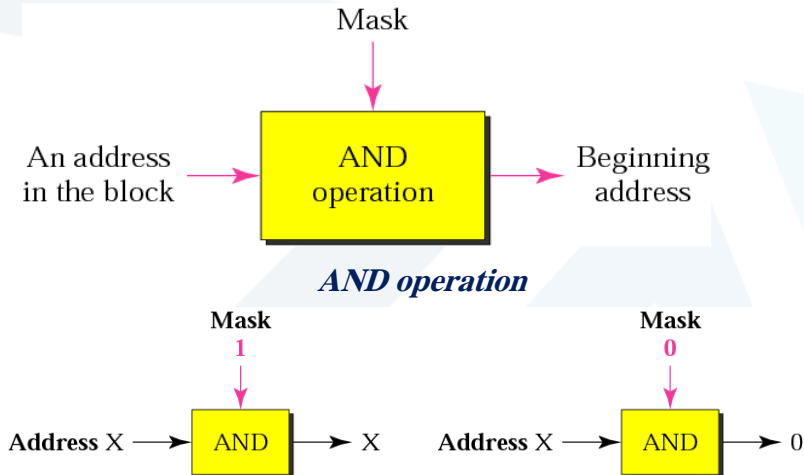 Mask
An address
in the block
AND
operation
Beginning
address
AND operation
Mask
1
Address X
AND
X
Mask
0
Address X
AND
0